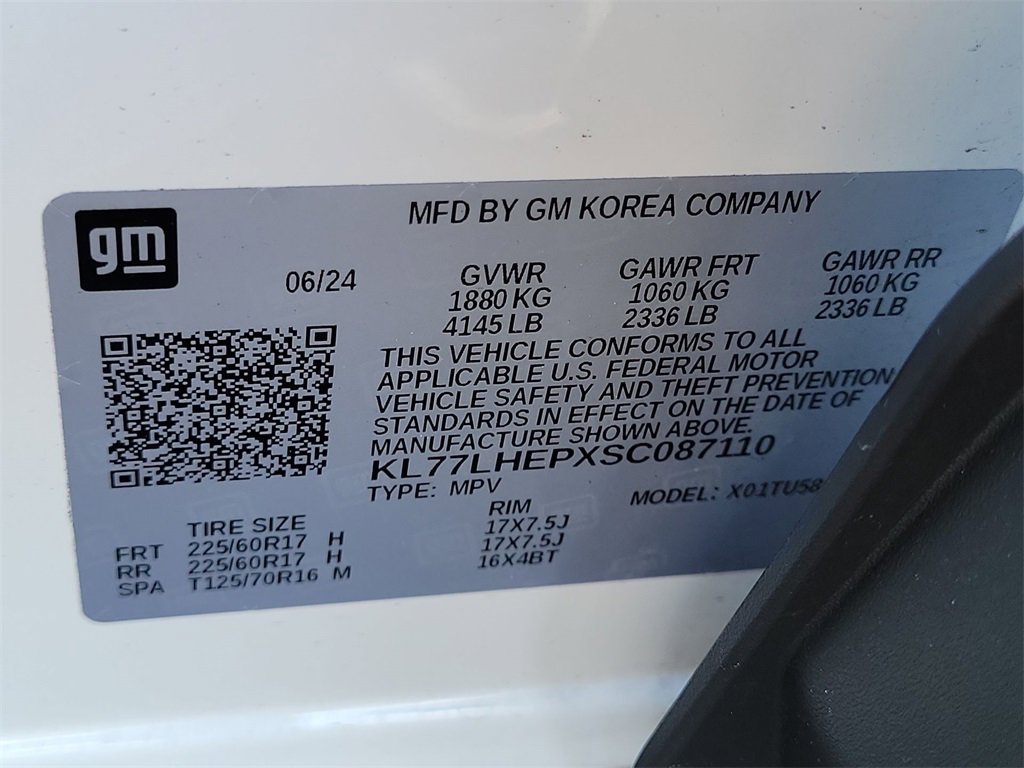 gm
MFD BY GM KOREA COMPANY
06/24
GVWR
1880 KG
4145 LB
GAWR FRT
1060 KG
2336 LB
GAWR RR
1060 KG
2336 LB
THIS VEHICLE CONFORMS TO ALL
APPLICABLE U.S. FEDERAL MOTOR
VEHICLE SAFETY AND THEFT PREVENTION
STANDARDS IN EFFECT ON THE DATE OF
MANUFACTURE SHOWN ABOVE.
KL77LHEPXSC087110
TYPE: MPV MODEL: X01TU58
TIRE SIZE RIM
FRT 225/60R17 H 17X7.5J
RR 225/60R17 H 17X7.5J
SPA T125/70R16 M 16X4BT